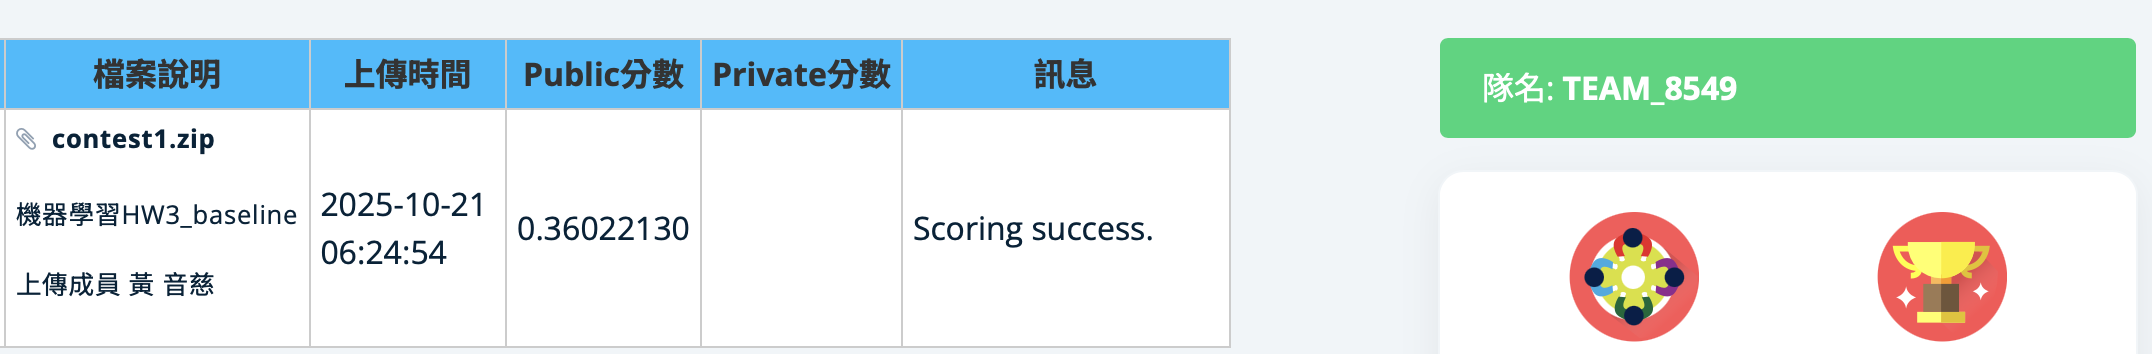 檔案說明 上傳時間 Public分數 Private分數 訊息
contest1.zip
機器學習HW3_baseline
上傳成員 黃 音慈
2025-10-21
06:24:54
0.36022130
Scoring success.
隊名: TEAM_8549